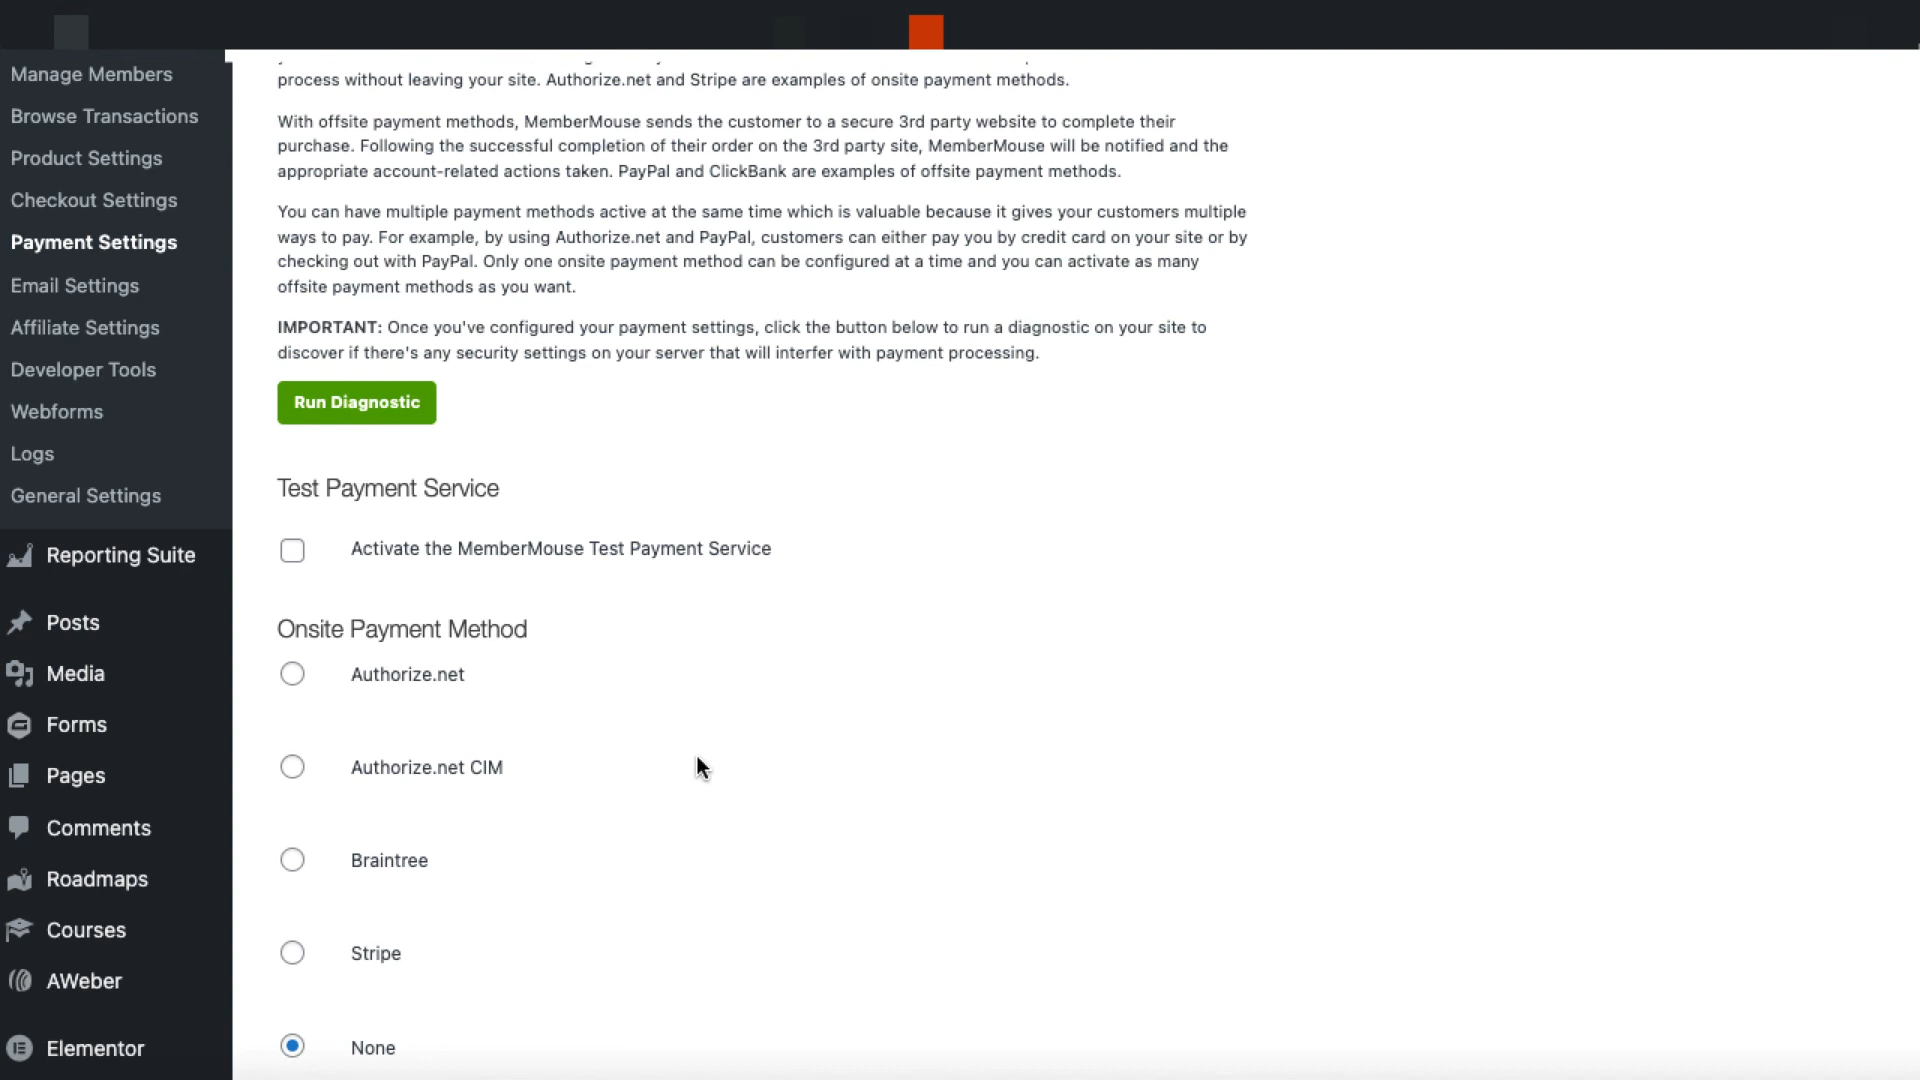 Manage Members
Browse Transactions
Product Settings
Checkout Settings
Payment Settings
Email Settings
Affiliate Settings
Developer Tools
Webforms
Logs
General Settings
Reporting Suite
Posts
Media
Forms
Pages
Comments
Roadmaps
Courses
AWeber
Elementor
process without leaving your site. Authorize.net and Stripe are examples of onsite payment methods.
With offsite payment methods, MemberMouse sends the customer to a secure 3rd party website to complete their
purchase. Following the successful completion of their order on the 3rd party site, MemberMouse will be notified and the
appropriate account-related actions taken. PayPal and ClickBank are examples of offsite payment methods.
You can have multiple payment methods active at the same time which is valuable because it gives your customers multiple
ways to pay. For example, by using Authorize.net and PayPal, customers can either pay you by credit card on your site or by
checking out with PayPal. Only one onsite payment method can be configured at a time and you can activate as many
offsite payment methods as you want.
IMPORTANT: Once you've configured your payment settings, click the button below to run a diagnostic on your site to
discover if there's any security settings on your server that will interfer with payment processing.
Run Diagnostic
Test Payment Service
Activate the MemberMouse Test Payment Service
Onsite Payment Method
Authorize.net
Authorize.net CIM
Braintree
Stripe
None